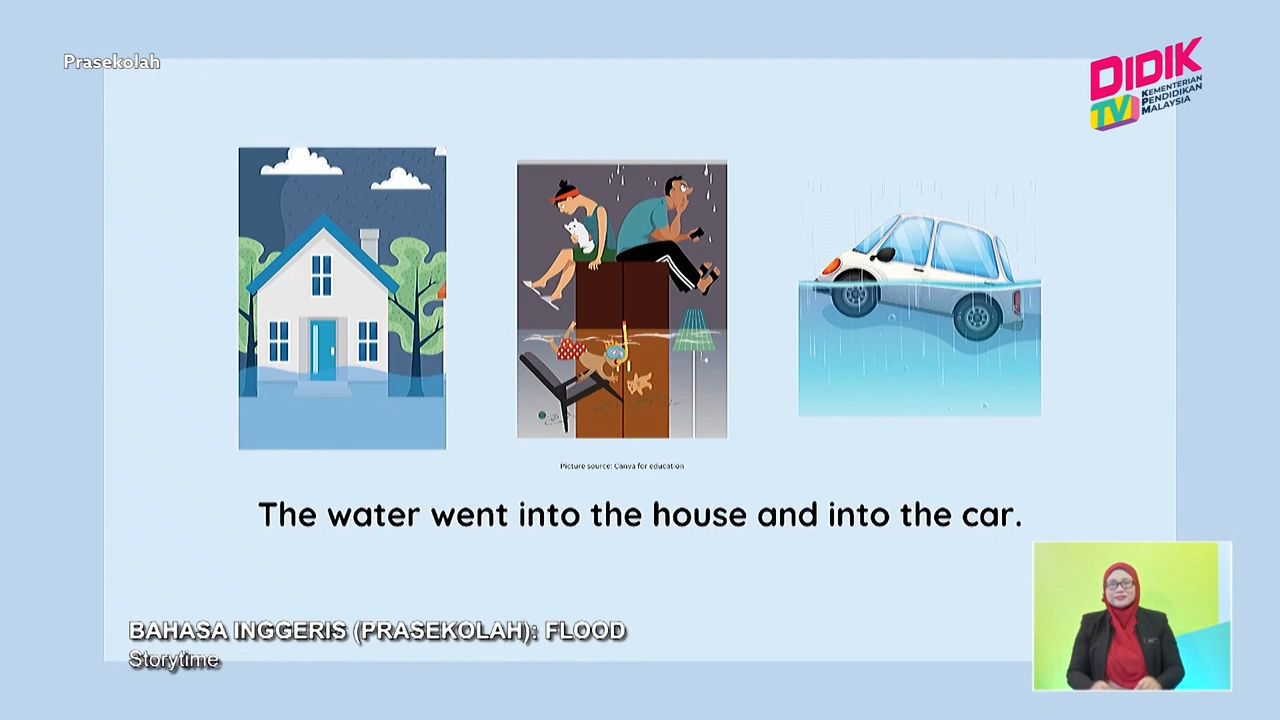 Prasekolah
DIDIK
TV
KEMENTERIAN
PENDIDIKAN
MALAYSIA
Picture source: Canva for education
The water went into the house and into the car.
BAHASA INGGERIS (PRASEKOLAH): FLOOD
Storytime